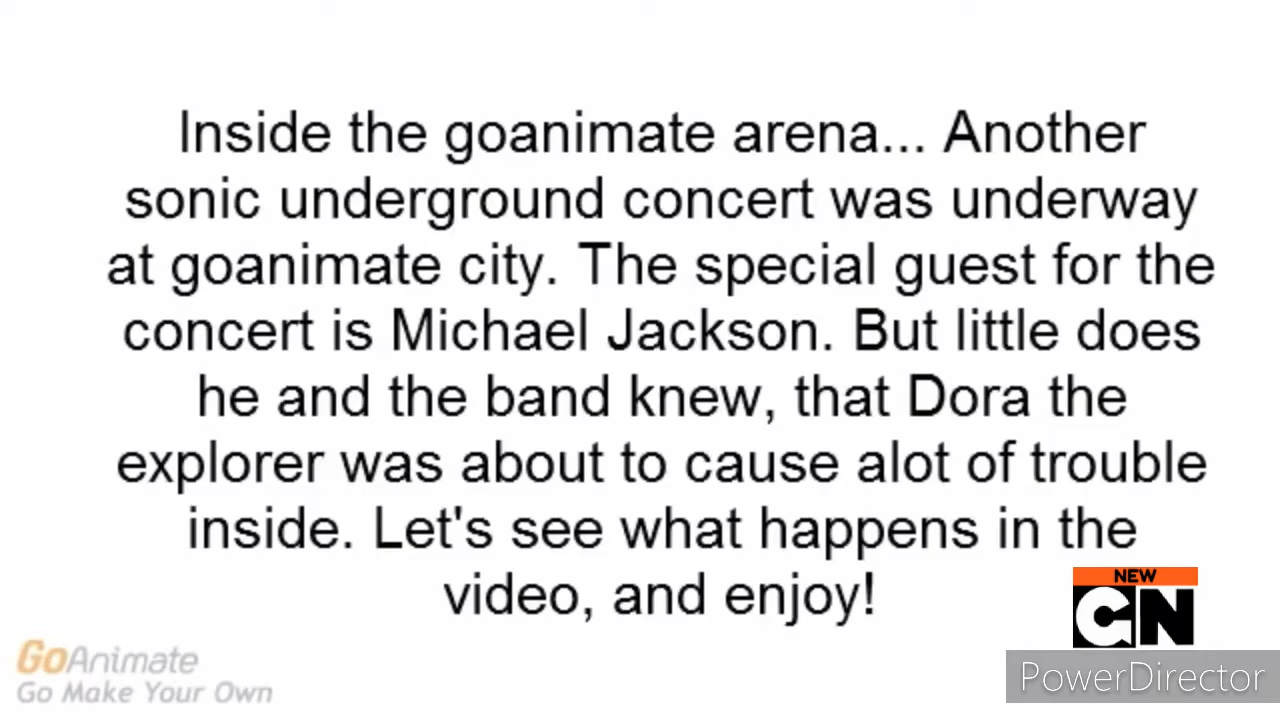 Inside the goanimate arena... Another
sonic underground concert was underway
at goanimate city. The special guest for the
concert is Michael Jackson. But little does
he and the band knew, that Dora the
explorer was about to cause alot of trouble
inside. Let's see what happens in the
video, and enjoy!
NEW
CN
GoAnimate
Go Make Your Own
PowerDirector